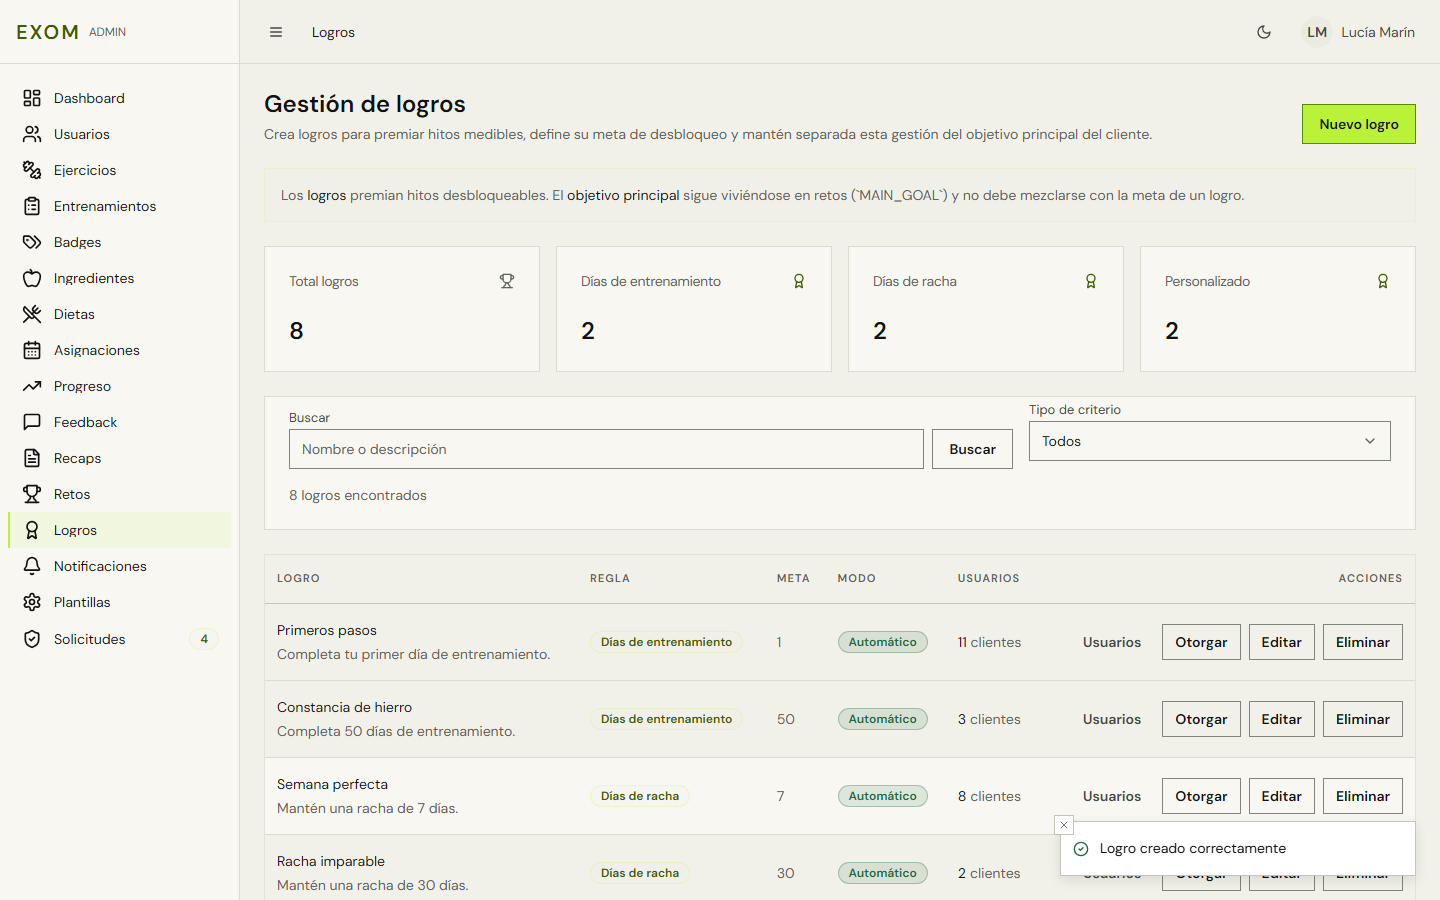 EXOM ADMIN
Logros
LM Lucía Marín
Dashboard
Usuarios
Ejercicios
Entrenamientos
Badges
Ingredientes
Dietas
Asignaciones
Progreso
Feedback
Recaps
Retos
Logros
Notificaciones
Plantillas
Solicitudes 4
Gestión de logros
Crea logros para premiar hitos medibles, define su meta de desbloqueo y mantén separada esta gestión del objetivo principal del cliente.
Nuevo logro
Los logros premian hitos desbloqueables. El objetivo principal sigue viviéndose en retos (`MAIN_GOAL`) y no debe mezclarse con la meta de un logro.
Total logros
8
Días de entrenamiento
2
Días de racha
2
Personalizado
2
Buscar
Nombre o descripción
Buscar
Tipo de criterio
Todos
8 logros encontrados
LOGRO REGLA META MODO USUARIOS ACCIONES
Primeros pasos
Completa tu primer día de entrenamiento.
Días de entrenamiento 1 Automático 11 clientes Usuarios Otorgar Editar Eliminar
Constancia de hierro
Completa 50 días de entrenamiento.
Días de entrenamiento 50 Automático 3 clientes Usuarios Otorgar Editar Eliminar
Semana perfecta
Mantén una racha de 7 días.
Días de racha 7 Automático 8 clientes Usuarios Otorgar Editar Eliminar
Racha imparable
Mantén una racha de 30 días.
Días de racha 30 Automático 2 clientes
Logro creado correctamente